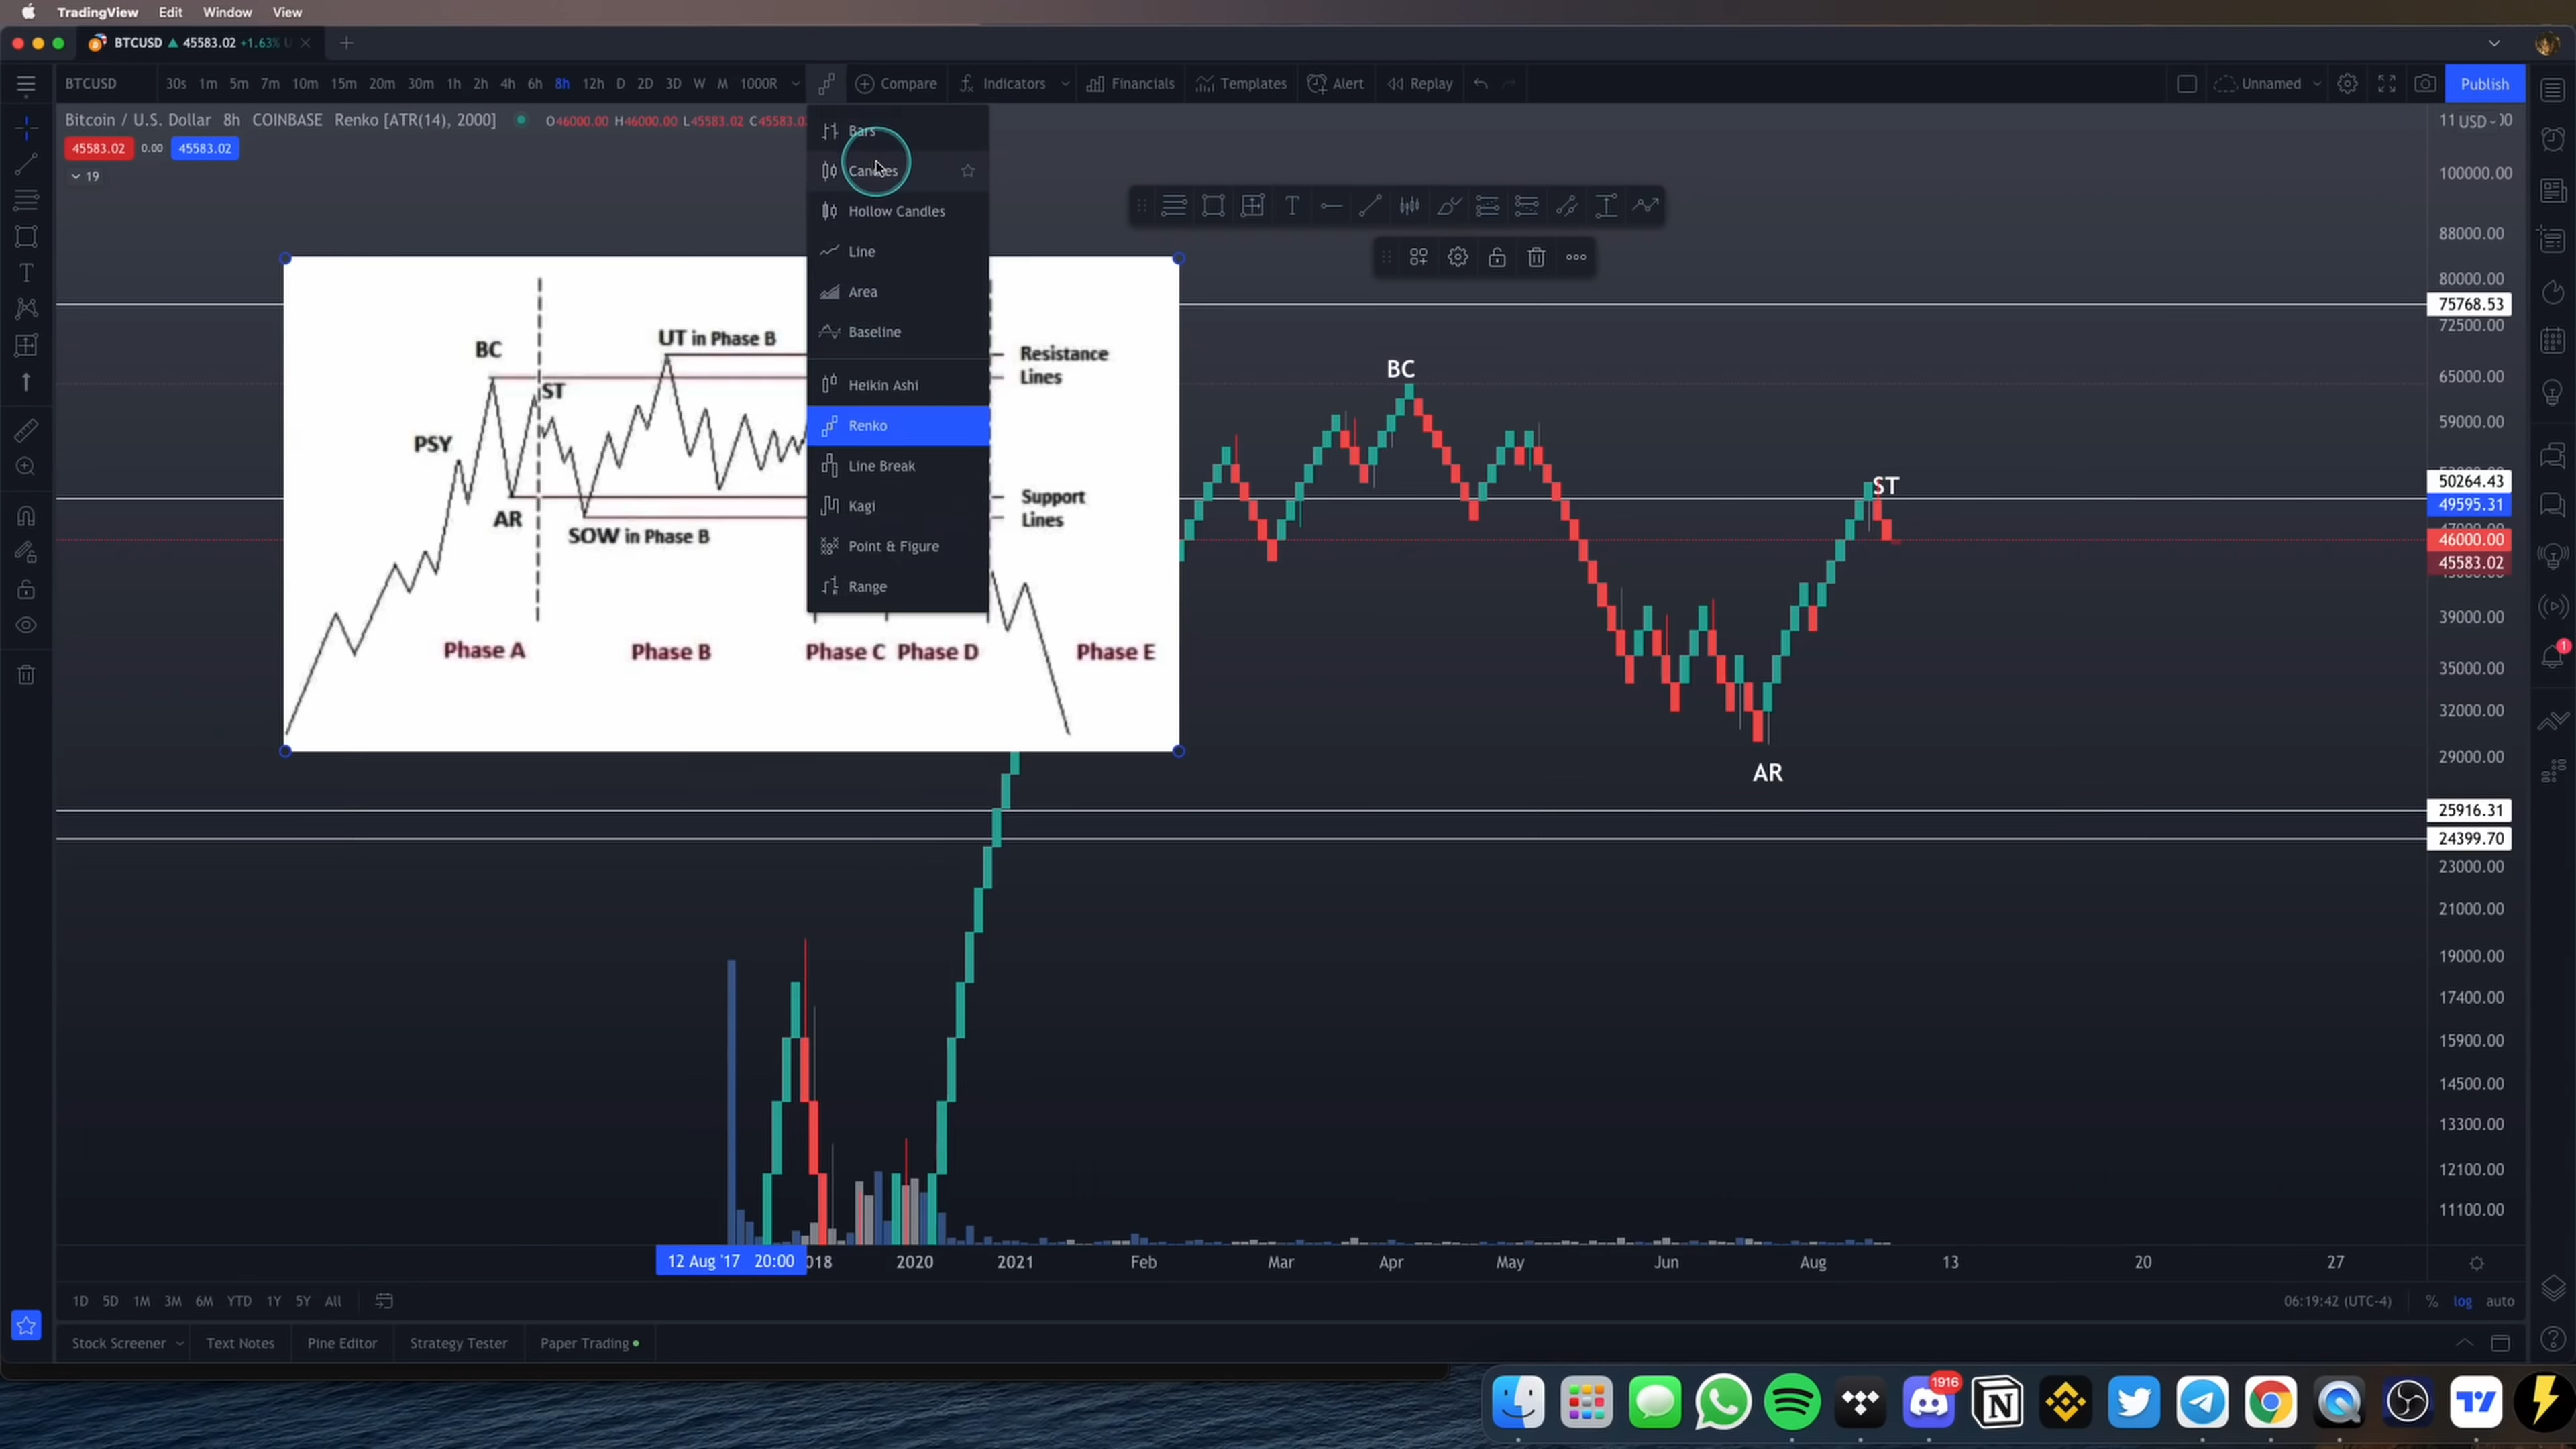 TradingView Edit Window View
BTCUSD ▲ 45583.02 +1.63% U
BTCUSD 30s 1m 5m 7m 10m 15m 20m 30m 1h 2h 4h 6h 8h 12h D 2D 3D W M 1000R Compare Indicators Financials Templates Alert Replay Unnamed Publish
Bitcoin / U.S. Dollar 8h COINBASE Renko [ATR(14), 2000] O46000.00 H46000.00 L45583.02 C45583.0
45583.02 0.00 45583.02
19
Bars
Candles
Hollow Candles
Line
Area
Baseline
Heikin Ashi
Renko
Line Break
Kagi
Point & Figure
Range
BC
UT in Phase B
ST
PSY
AR
SOW in Phase B
Resistance
Lines
Support
Lines
Phase A
Phase B
Phase C
Phase D
Phase E
BC
ST
AR
USD
100000.00
88000.00
80000.00
75768.53
72500.00
65000.00
59000.00
50264.43
49595.31
46000.00
45583.02
39000.00
35000.00
32000.00
29000.00
25916.31
24399.70
23000.00
21000.00
19000.00
17400.00
15900.00
14500.00
13300.00
12100.00
11100.00
12 Aug '17 20:00 018 2020 2021 Feb Mar Apr May Jun Aug 13 20 27
1D 5D 1M 3M 6M YTD 1Y 5Y All 06:19:42 (UTC-4) % log auto
Stock Screener Text Notes Pine Editor Strategy Tester Paper Trading
1
1916